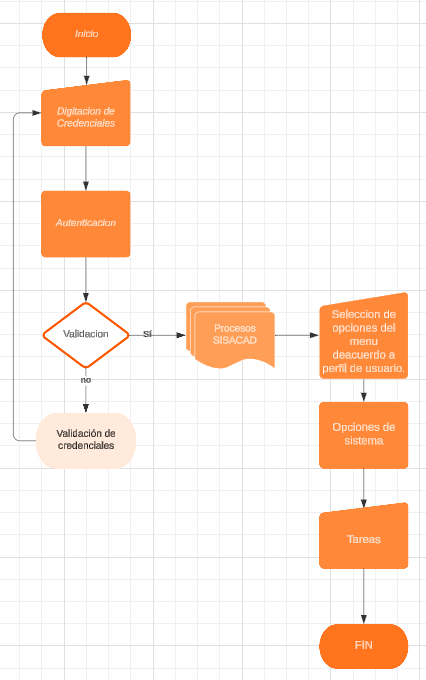 Inicio
Digitacion de
Credenciales
Autenticacion
Validacion
Sí
no
Validación de
credenciales
Procesos
SISACAD
Seleccion de
opciones del
menu
deacuerdo a
perfil de usuario.
Opciones de
sistema
Tareas
FIN